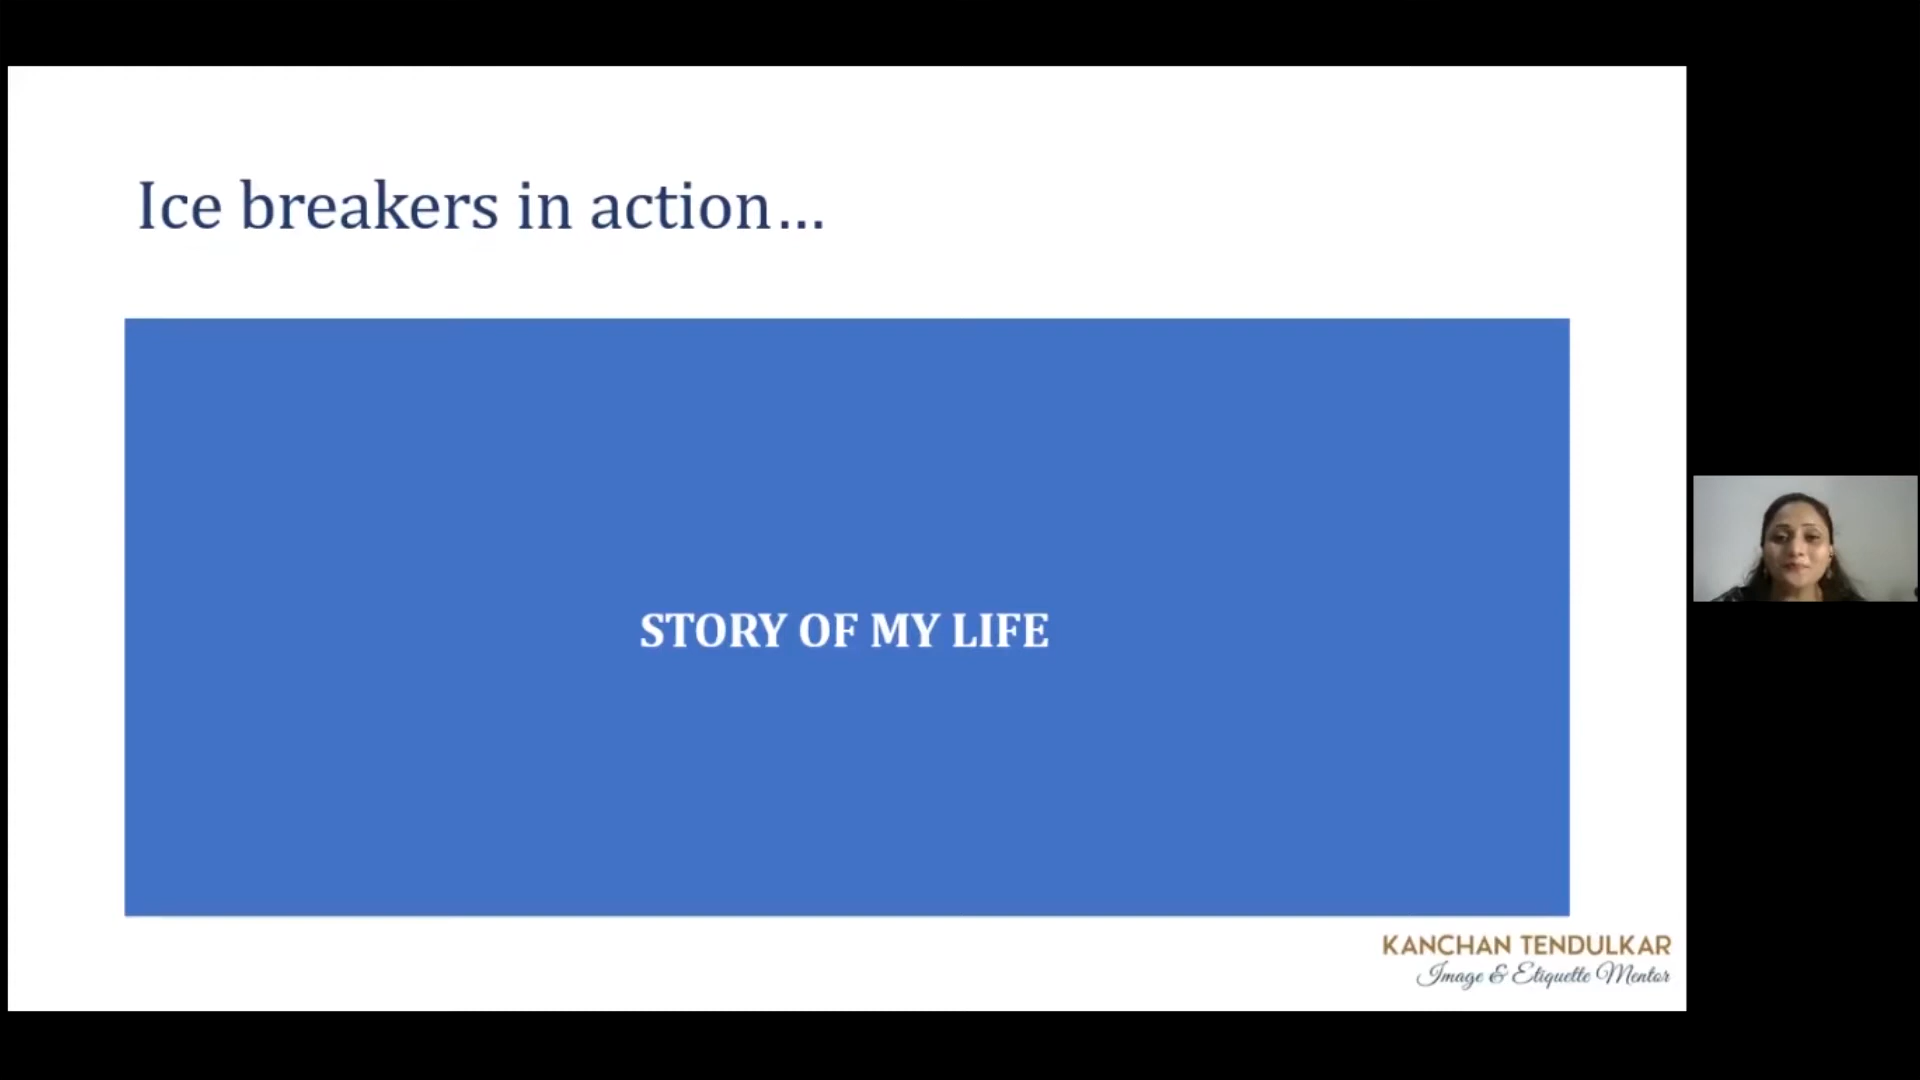 Ice breakers in action...
STORY OF MY LIFE
KANCHAN TENDULKAR
Image & Etiquette Mentor